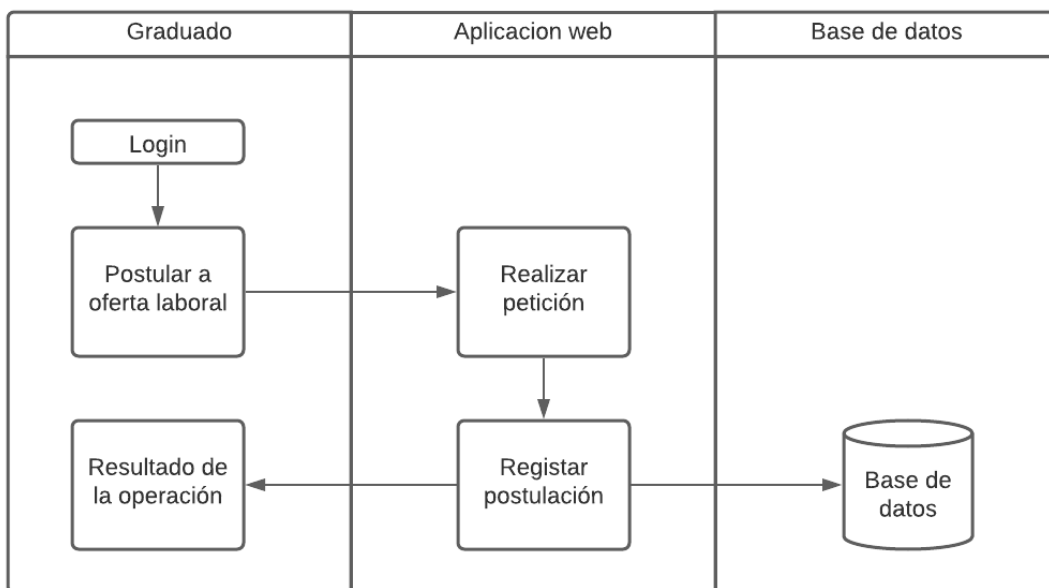 Graduado
Aplicacion web
Base de datos
Login
Postular a
oferta laboral
Realizar
petición
Resultado de
la operación
Registar
postulación
Base de
datos